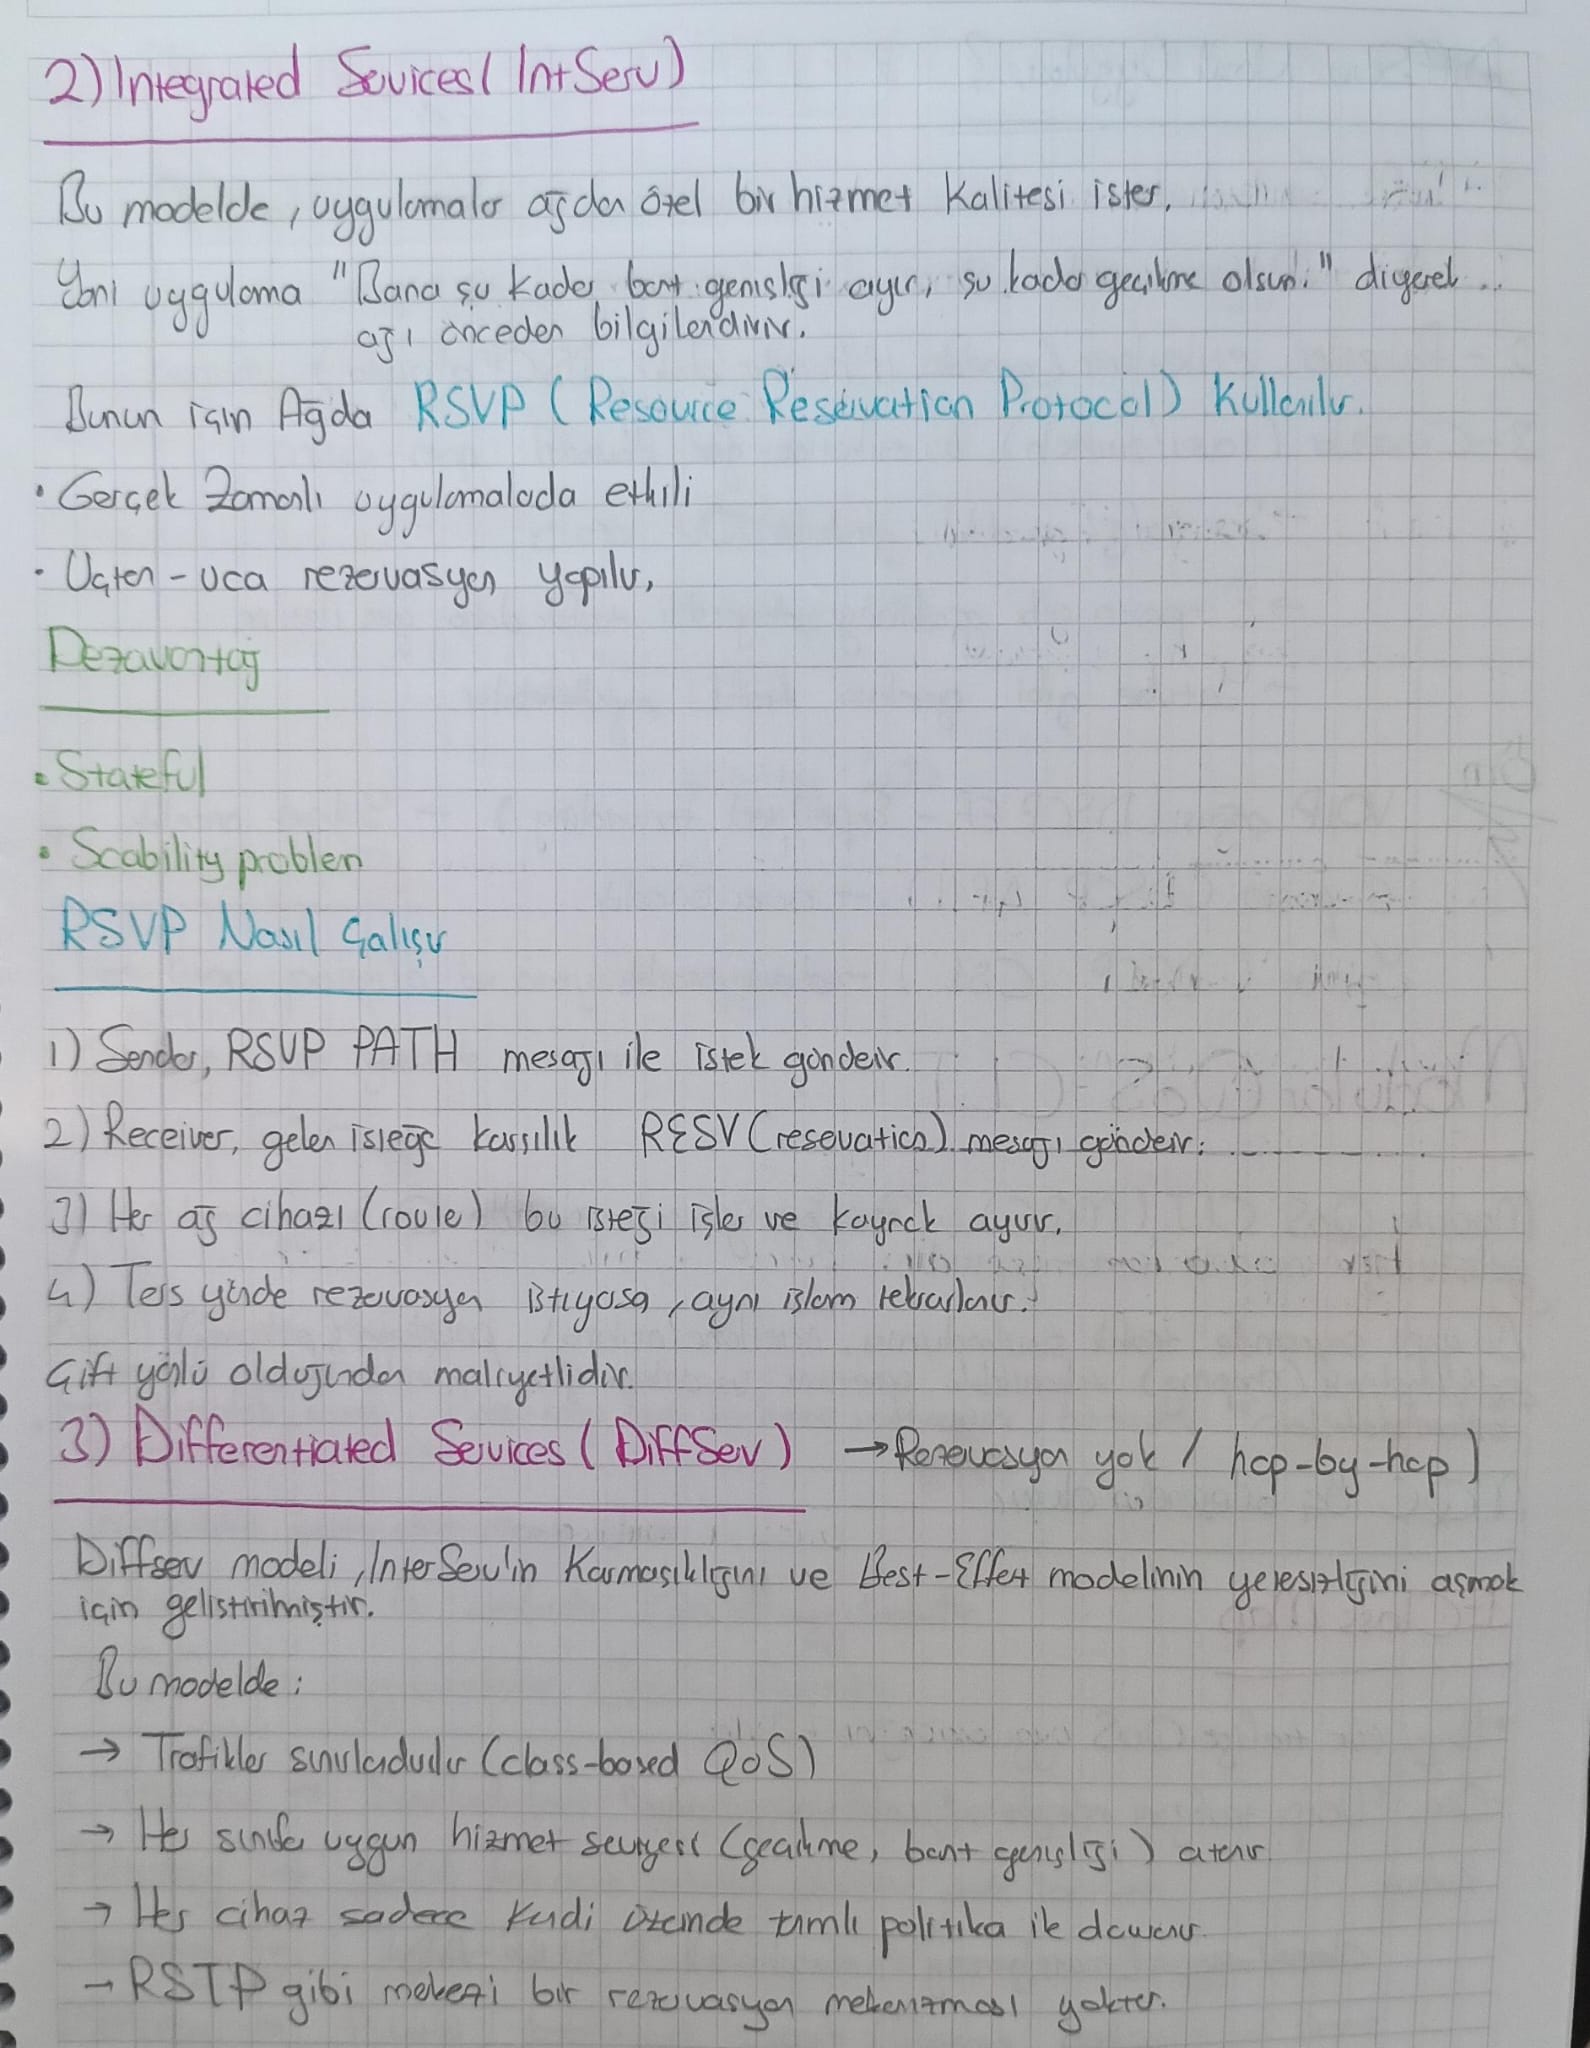 2) Integrated Services ( IntServ)
Bu modelde, uygulamalar ağdan özel bir hizmet kalitesi ister.
Yani uygulama "Bana şu kadar bant genişliği ayır, şu kadar gecikme olsun." diyerek
ağı önceden bilgilendirir.
Bunun için Ağda RSVP ( Resource Reservation Protocol) Kullanılır.
• Gerçek Zamanlı uygulamalarda etkili
• Uçtan - uca rezervasyon yapılır,
Dezavantaj
• Stateful
• Scability problem
RSVP Nasıl Çalışır
1) Sender, RSVP PATH mesajı ile istek gönderir.
2) Receiver, gelen isteğe karşılık RESV (reservation) mesajı gönderir.
3) Her ağ cihazı (router) bu isteği işler ve kaynak ayırır.
4) Ters yönde rezervasyon istiyorsa, aynı işlem tekrarlanır.
Çift yönlü olduğundan maliyetlidir.
3) Differentiated Services ( DiffServ) → Rezervasyon yok / hop-by-hop )
Diffserv modeli, InterServ'in Karmaşıklığını ve Best-Effort modelinin yetersizliğini aşmak
için geliştirilmiştir.
Bu modelde :
→ Trafikler sınıflandırılır (class-based QoS)
→ Her sınıfa uygun hizmet seviyesi (gecikme, bant genişliği) atanır.
→ Her cihaz sadece kendi üzerinde tanımlı politika ile davranır.
→ RSTP gibi merkezi bir rezervasyon mekanizması yoktur.